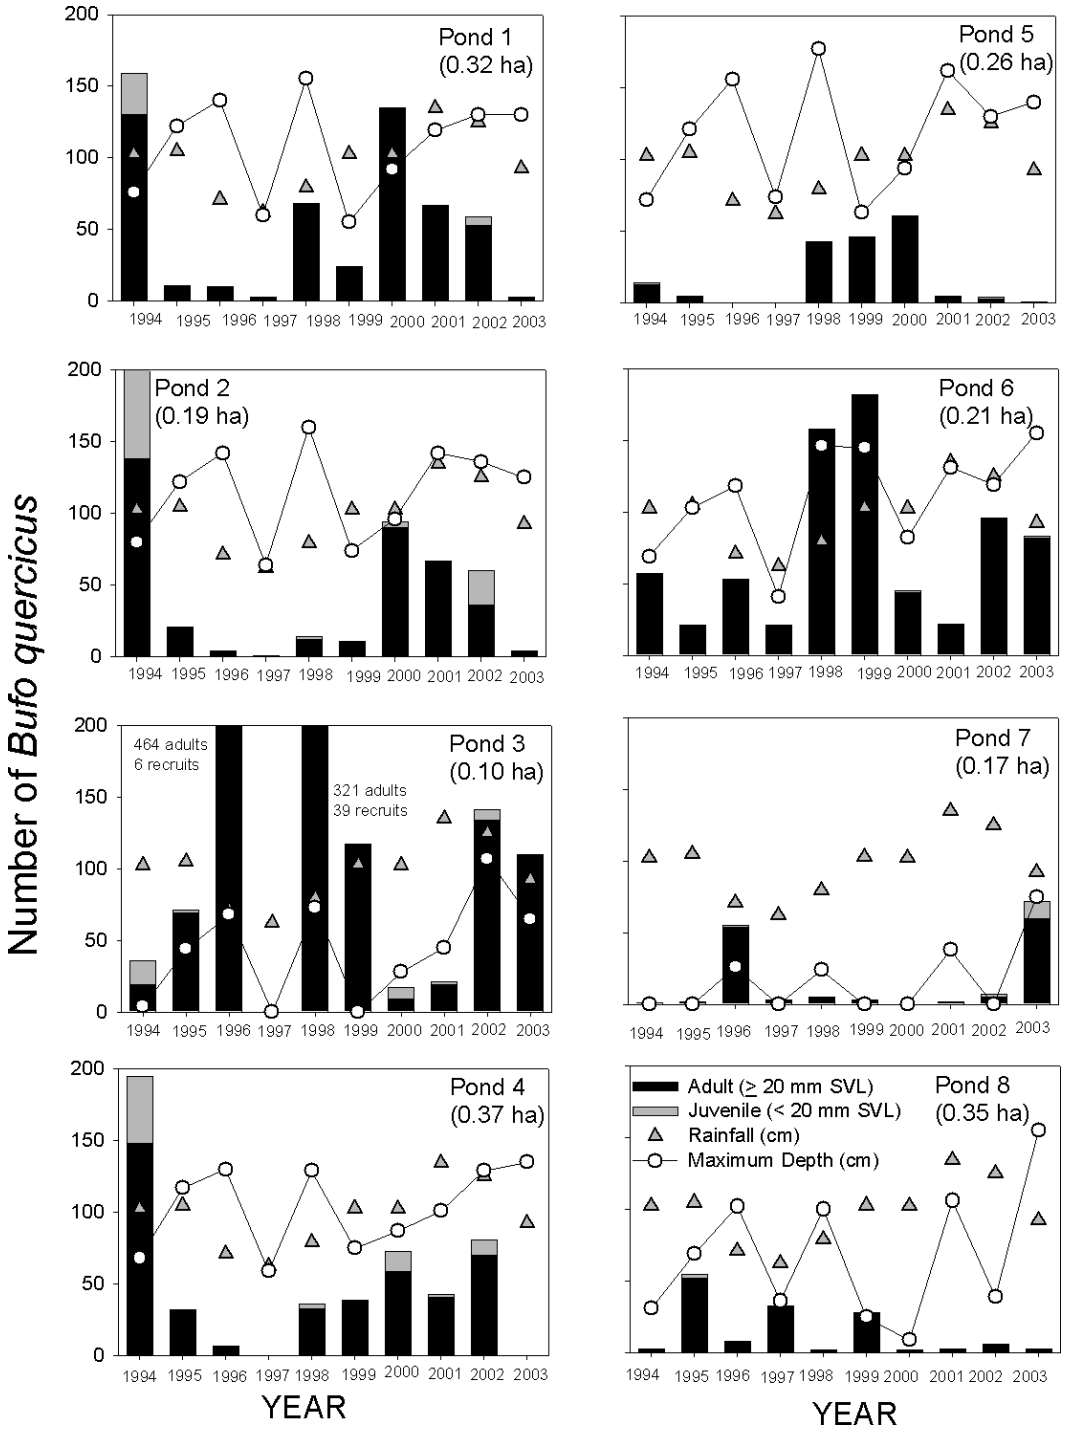 Number of Bufo quercicus
200
150
100
50
0
Pond 1
(0.32 ha)
1994 1995 1996 1997 1998 1999 2000 2001 2002 2003
Pond 5
(0.26 ha)
1994 1995 1996 1997 1998 1999 2000 2001 2002 2003
200
150
100
50
0
Pond 2
(0.19 ha)
1994 1995 1996 1997 1998 1999 2000 2001 2002 2003
Pond 6
(0.21 ha)
1994 1995 1996 1997 1998 1999 2000 2001 2002 2003
200
150
100
50
0
464 adults
6 recruits
321 adults
39 recruits
Pond 3
(0.10 ha)
1994 1995 1996 1997 1998 1999 2000 2001 2002 2003
Pond 7
(0.17 ha)
1994 1995 1996 1997 1998 1999 2000 2001 2002 2003
200
150
100
50
0
Pond 4
(0.37 ha)
1994 1995 1996 1997 1998 1999 2000 2001 2002 2003
YEAR
Adult (≥ 20 mm SVL)
Juvenile (< 20 mm SVL)
Rainfall (cm)
Maximum Depth (cm)
Pond 8
(0.35 ha)
1994 1995 1996 1997 1998 1999 2000 2001 2002 2003
YEAR